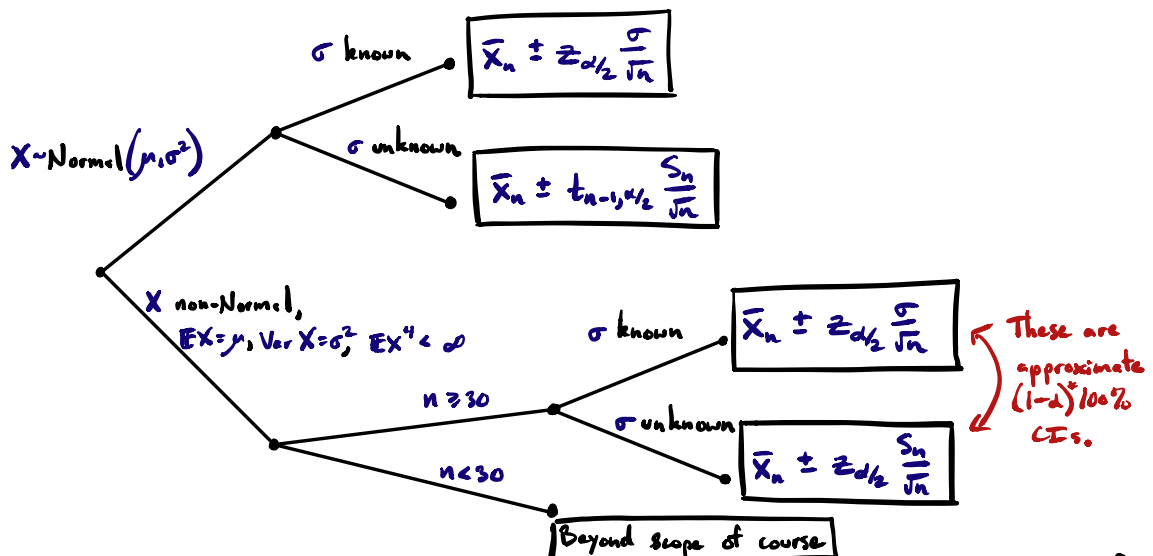 σ known
X̄ₙ ± z_{α/2} σ/√n
X~Normal(μ,σ²)
σ unknown
X̄ₙ ± t_{n-1,α/2} Sₙ/√n
X non-Normal,
𝔼X=μ, Var X=σ², 𝔼X⁴ < ∞
σ known
X̄ₙ ± z_{α/2} σ/√n
These are
approximate
(1-α)*100%
CIs.
n ≥ 30
σ unknown
X̄ₙ ± z_{α/2} Sₙ/√n
n < 30
Beyond scope of course